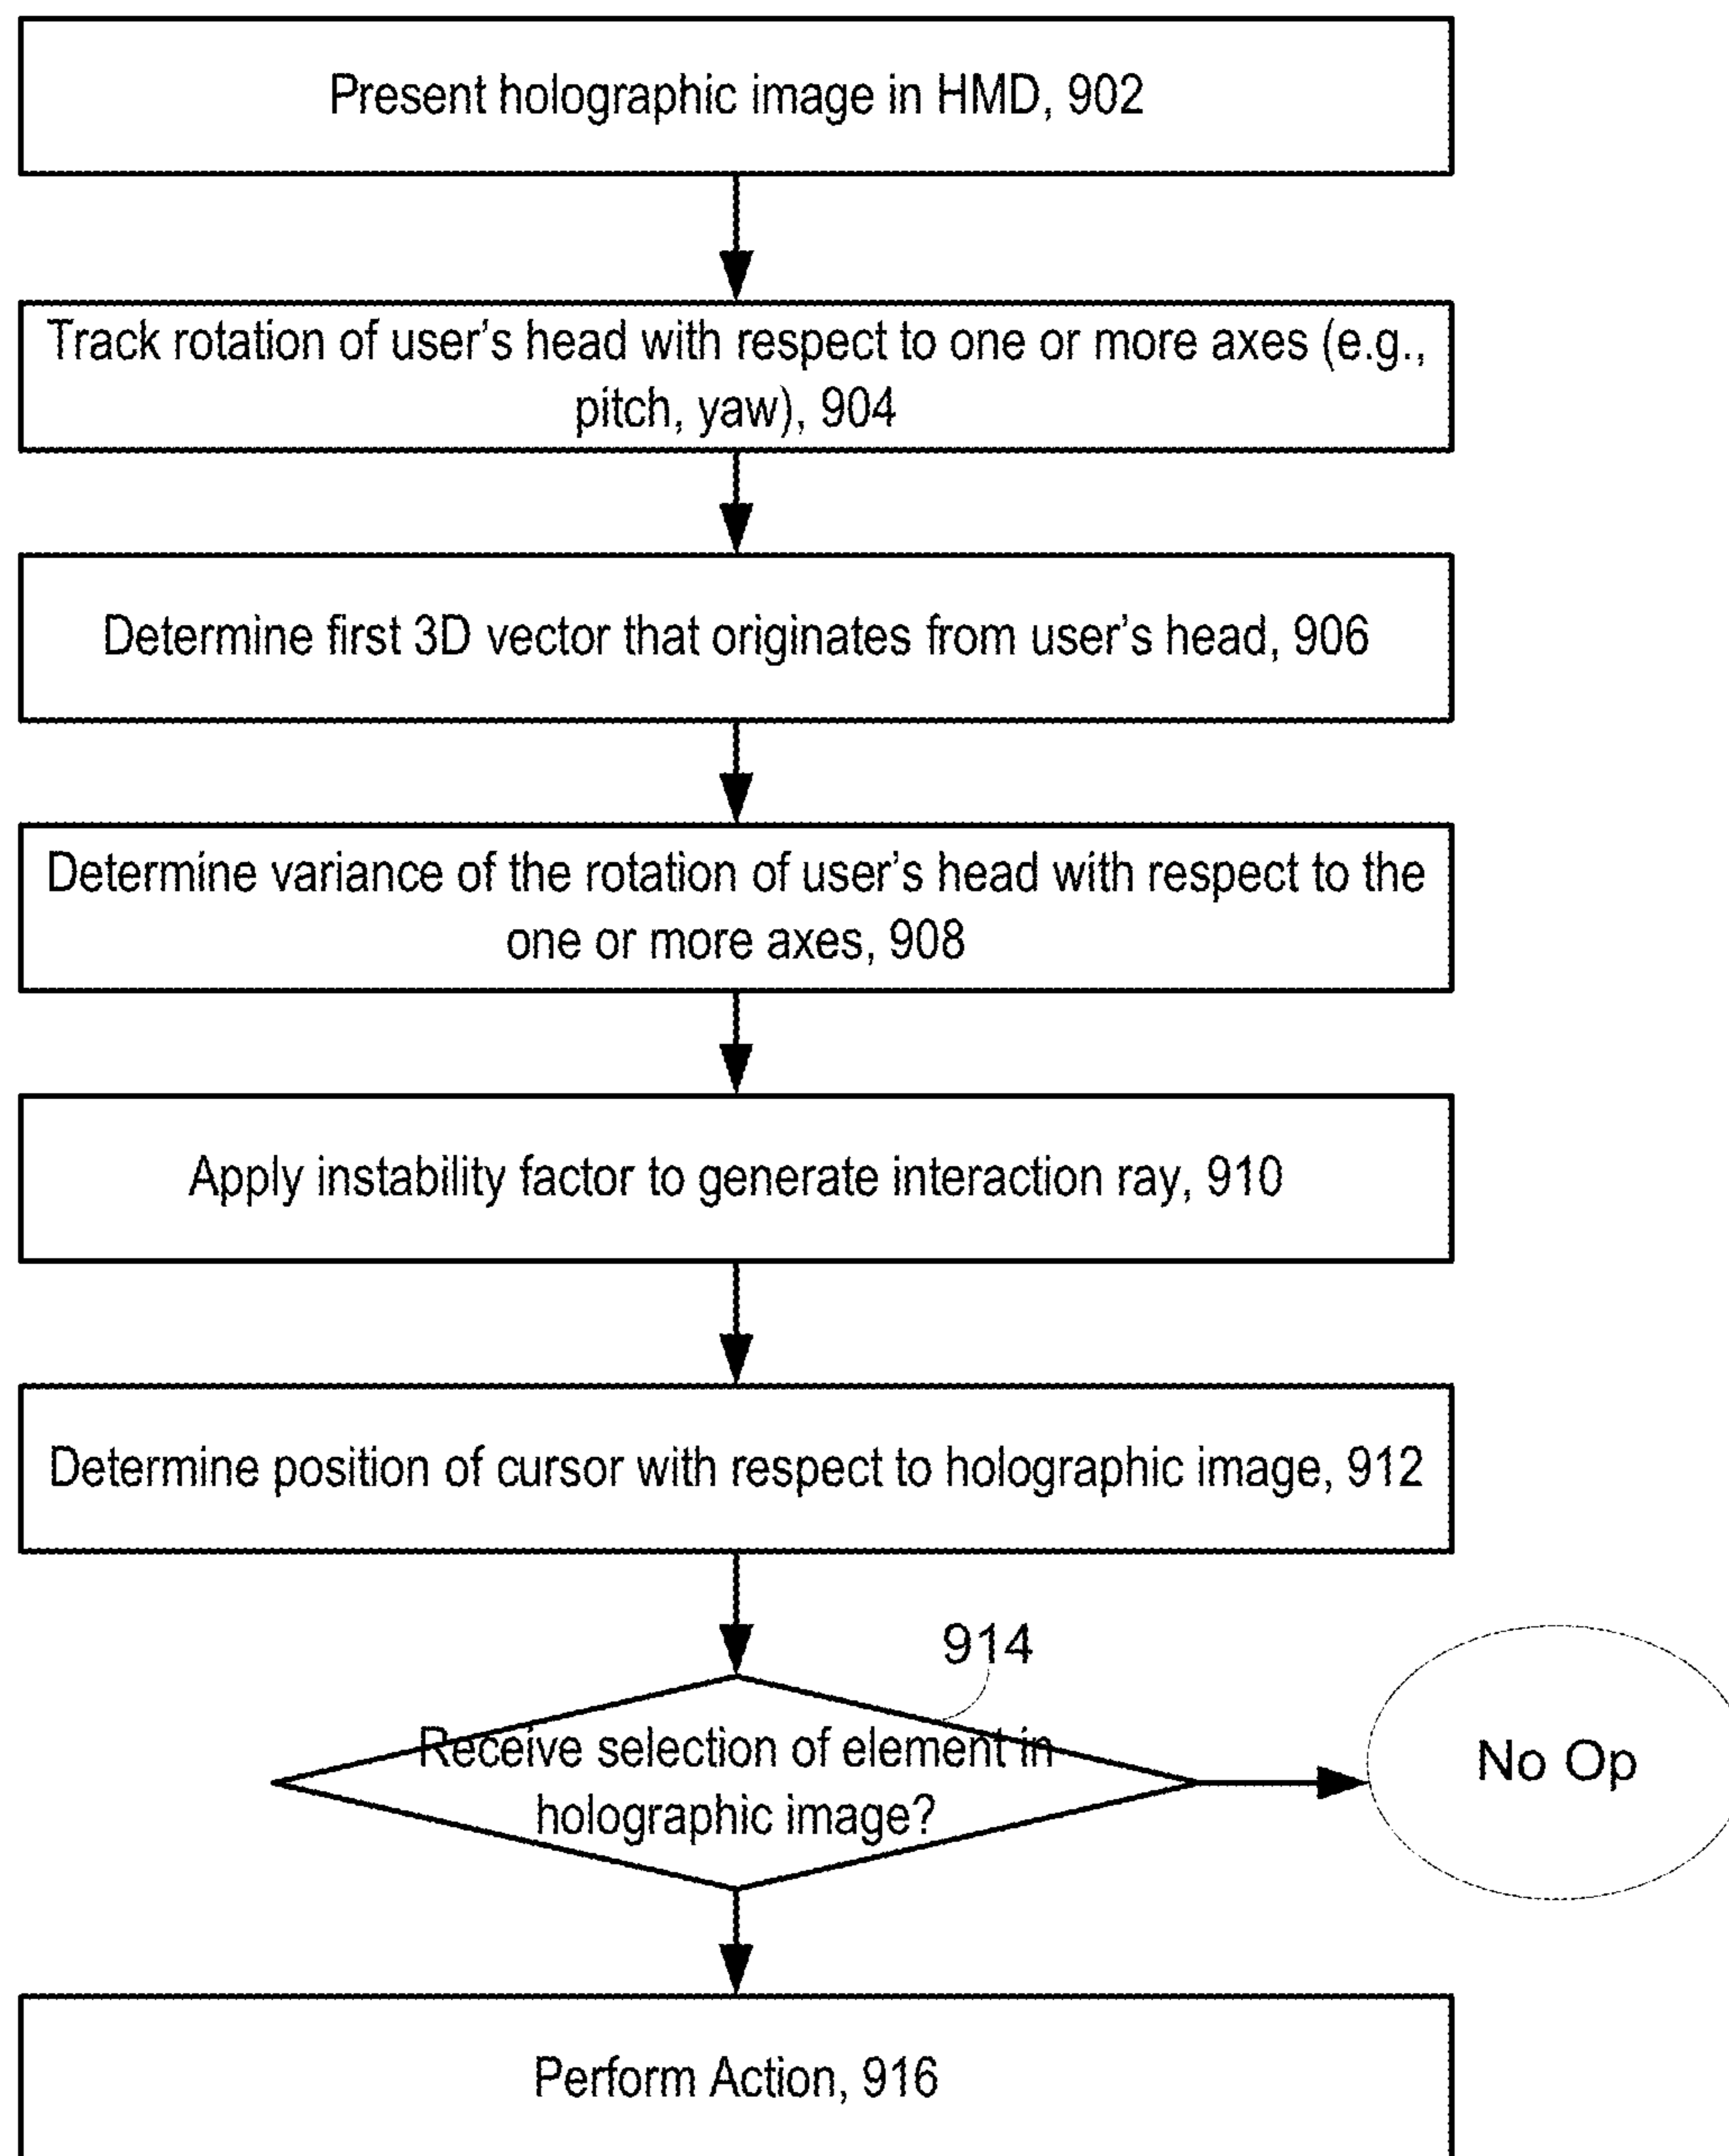 Present holographic image in HMD, 902
Track rotation of user's head with respect to one or more axes (e.g.,
pitch, yaw), 904
Determine first 3D vector that originates from user's head, 906
Determine variance of the rotation of user's head with respect to the
one or more axes, 908
Apply instability factor to generate interaction ray, 910
Determine position of cursor with respect to holographic image, 912
914
Receive selection of element in
holographic image?
No Op
Perform Action, 916